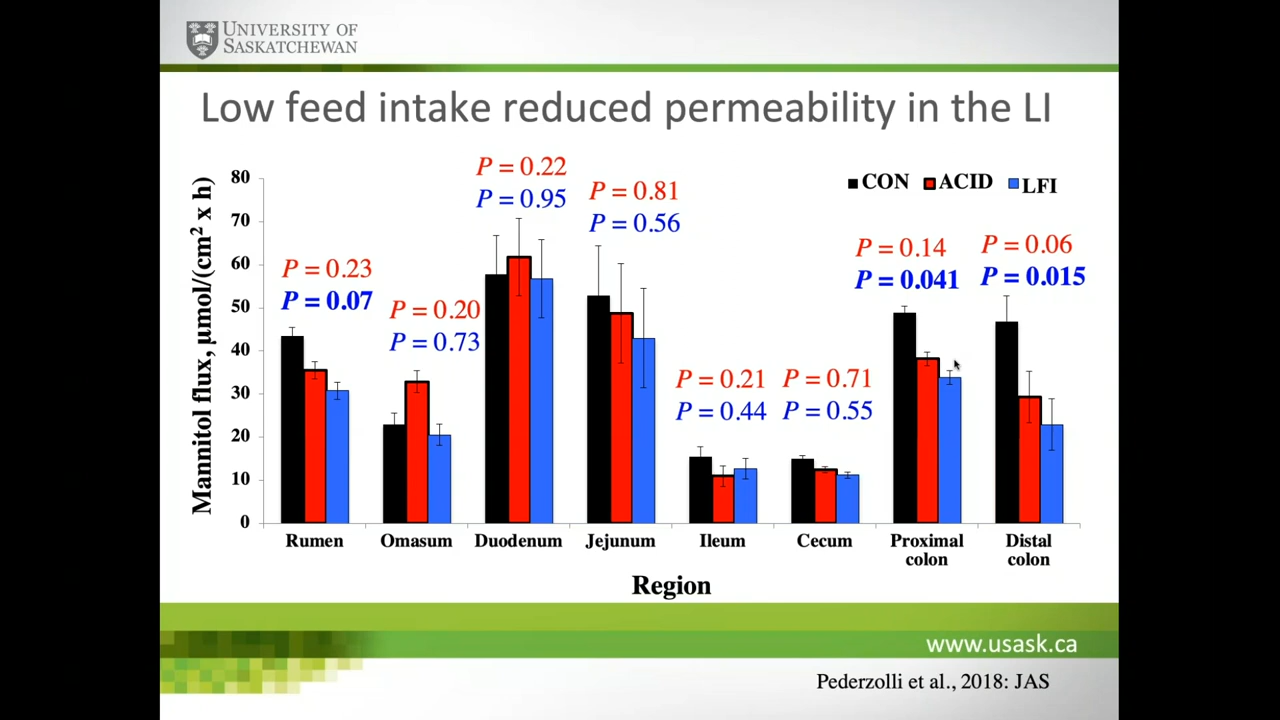 UNIVERSITY OF
SASKATCHEWAN
Low feed intake reduced permeability in the LI
Mannitol flux, µmol/(cm² x h)
80
70
60
50
40
30
20
10
0
CON ACID LFI
P = 0.23
P = 0.07
P = 0.20
P = 0.73
P = 0.22
P = 0.95
P = 0.81
P = 0.56
P = 0.21
P = 0.44
P = 0.71
P = 0.55
P = 0.14
P = 0.041
P = 0.06
P = 0.015
Rumen
Omasum
Duodenum
Jejunum
Ileum
Cecum
Proximal
colon
Distal
colon
Region
www.usask.ca
Pederzolli et al., 2018: JAS